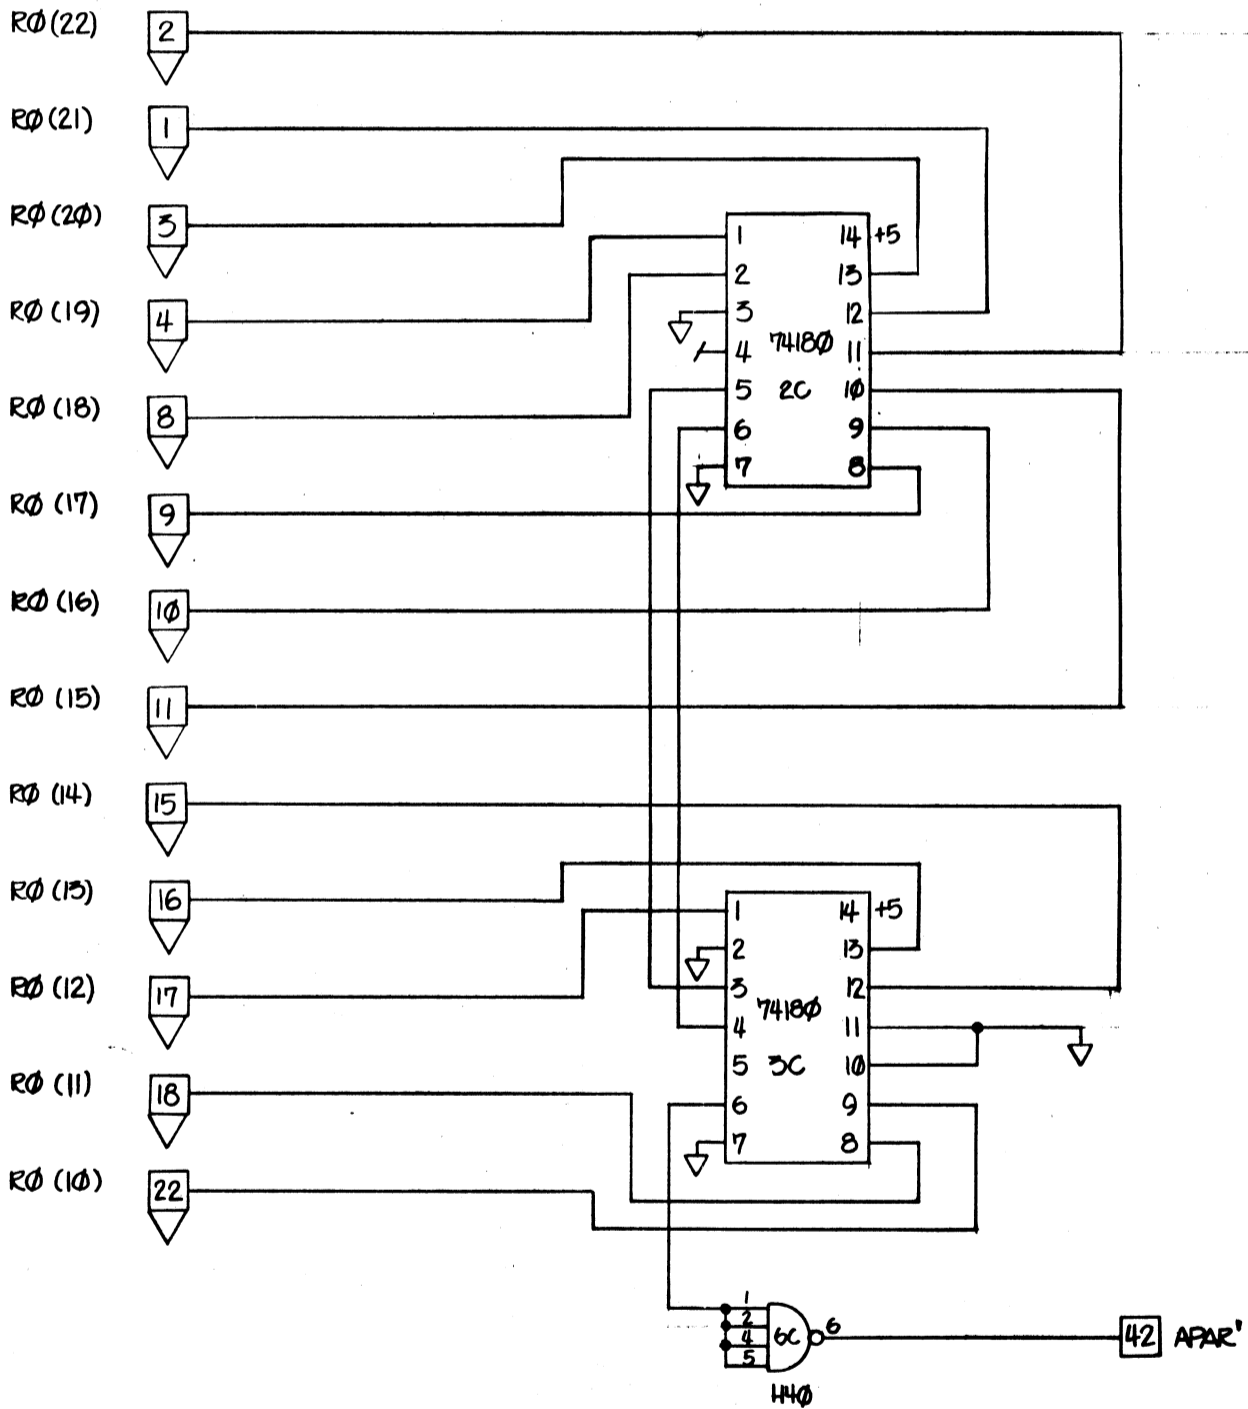 RØ(22) 2
RØ(21) 1
RØ(20) 3
RØ(19) 4
RØ(18) 8
RØ(17) 9
RØ(16) 1Ø
RØ(15) 11
RØ(14) 15
RØ(13) 16
RØ(12) 17
RØ(11) 18
RØ(1Ø) 22
1 14 +5
2 13
3 12
4 7418Ø 11
5 2C 1Ø
6 9
7 8
1 14 +5
2 13
3 12
4 7418Ø 11
5 3C 1Ø
6 9
7 8
1
2
4
5
6C
6
H4Ø
42 APAR'